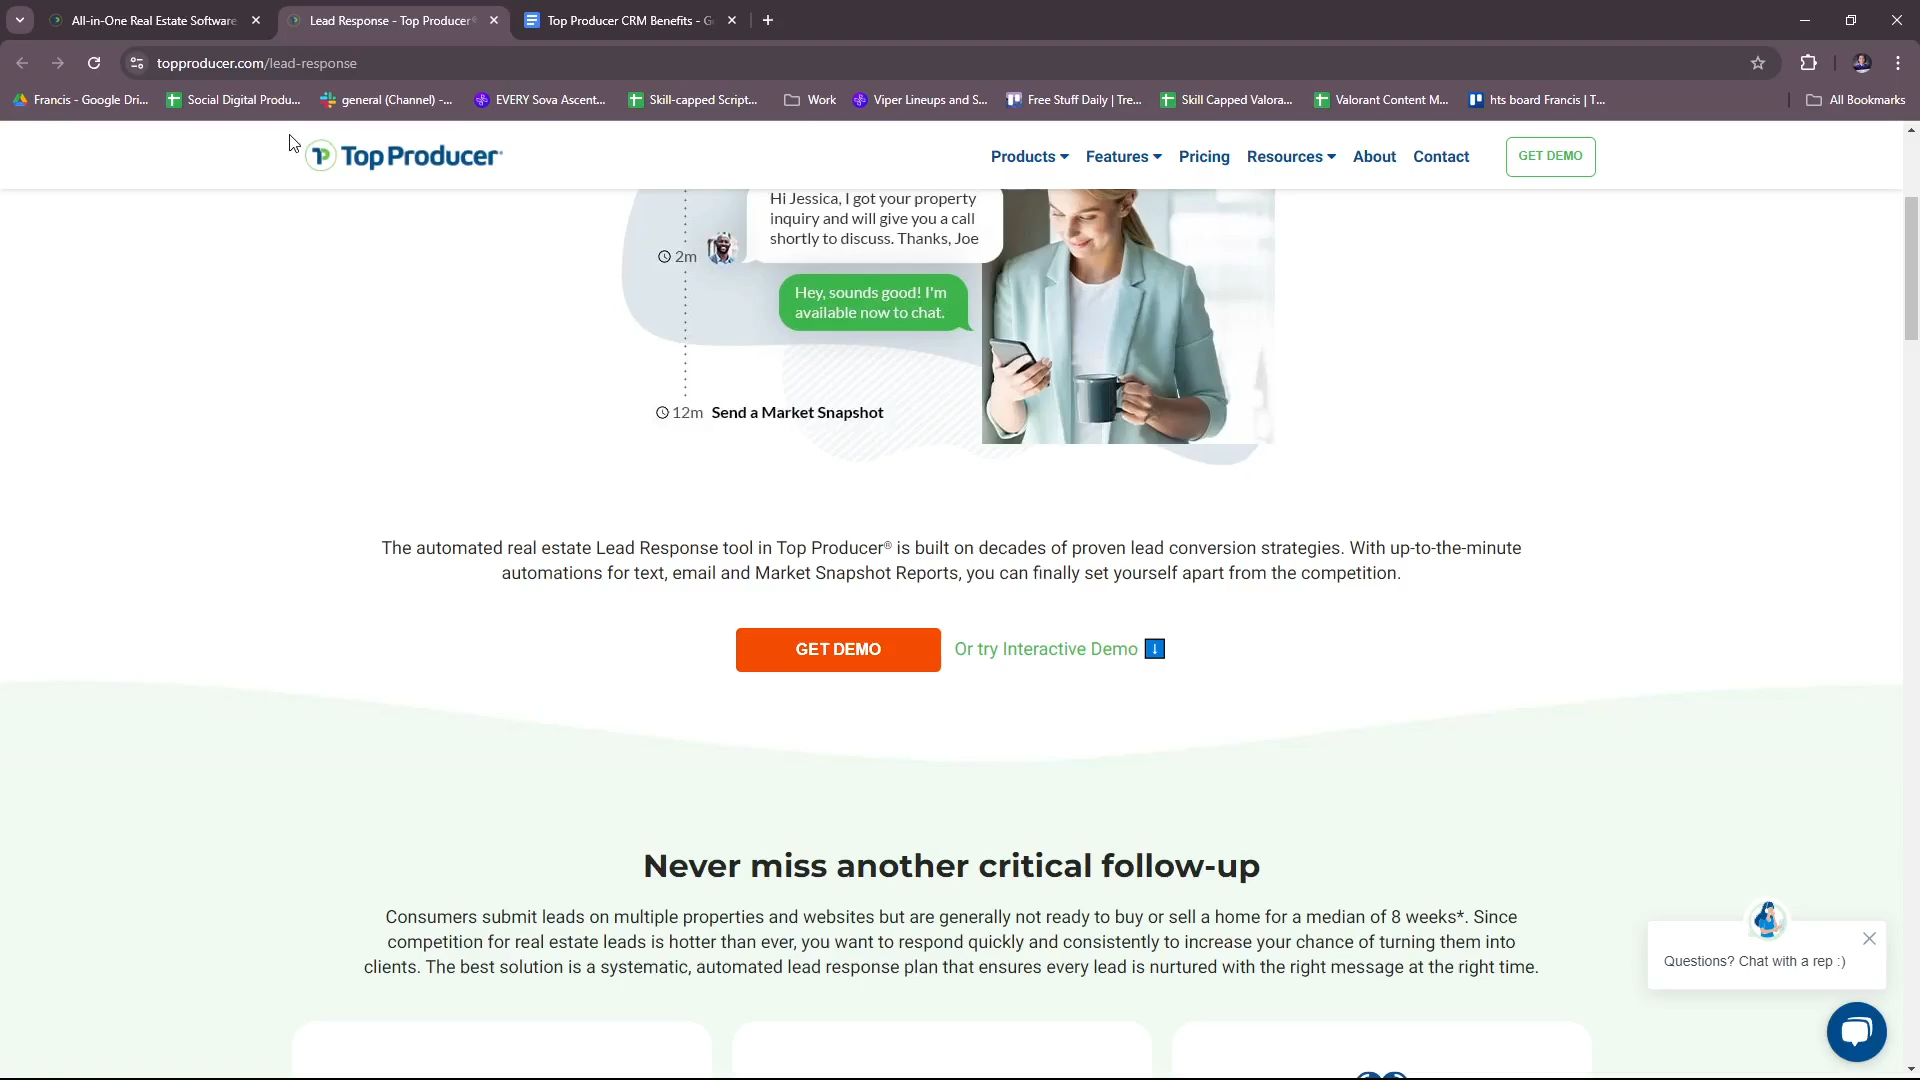 All-in-One Real Estate Software
Lead Response - Top Producer®
Top Producer CRM Benefits - G
topproducer.com/lead-response
Francis - Google Dri...
Social Digital Produ...
general (Channel) -...
EVERY Sova Ascent...
Skill-capped Script...
Work
Viper Lineups and S...
Free Stuff Daily | Tre...
Skill Capped Valora...
Valorant Content M...
hts board Francis | T...
All Bookmarks
Top Producer®
Products
Features
Pricing
Resources
About
Contact
GET DEMO
Hi Jessica, I got your property
inquiry and will give you a call
shortly to discuss. Thanks, Joe
2m
Hey, sounds good! I'm
available now to chat.
12m Send a Market Snapshot
The automated real estate Lead Response tool in Top Producer® is built on decades of proven lead conversion strategies. With up-to-the-minute
automations for text, email and Market Snapshot Reports, you can finally set yourself apart from the competition.
GET DEMO
Or try Interactive Demo ⬇
Never miss another critical follow-up
Consumers submit leads on multiple properties and websites but are generally not ready to buy or sell a home for a median of 8 weeks*. Since
competition for real estate leads is hotter than ever, you want to respond quickly and consistently to increase your chance of turning them into
clients. The best solution is a systematic, automated lead response plan that ensures every lead is nurtured with the right message at the right time.
Questions? Chat with a rep :)